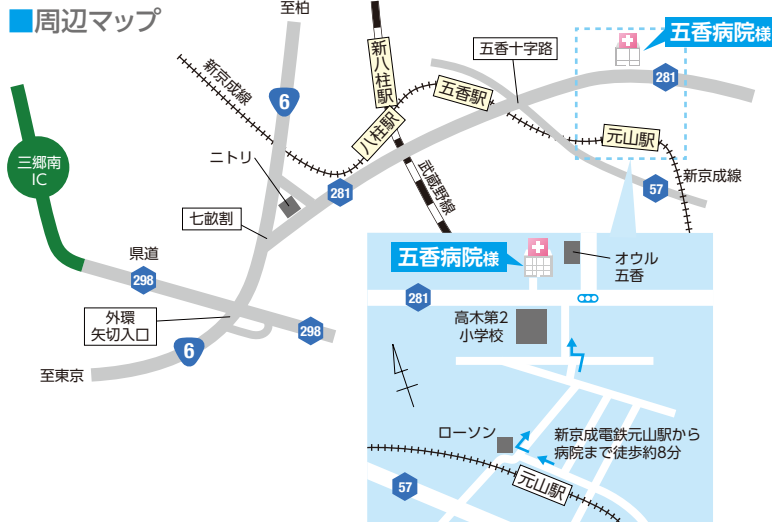 ■周辺マップ
至柏
新八柱駅
五香十字路
五香病院様
新京成線
6
五香駅
281
八柱駅
元山駅
三郷南
IC
ニトリ
281
武蔵野線
57
新京成線
七畝割
県道
298
外環
矢切入口
298
6
至東京
五香病院様
オウル
五香
281
高木第2
小学校
ローソン
新京成電鉄元山駅から
病院まで徒歩約8分
元山駅
57